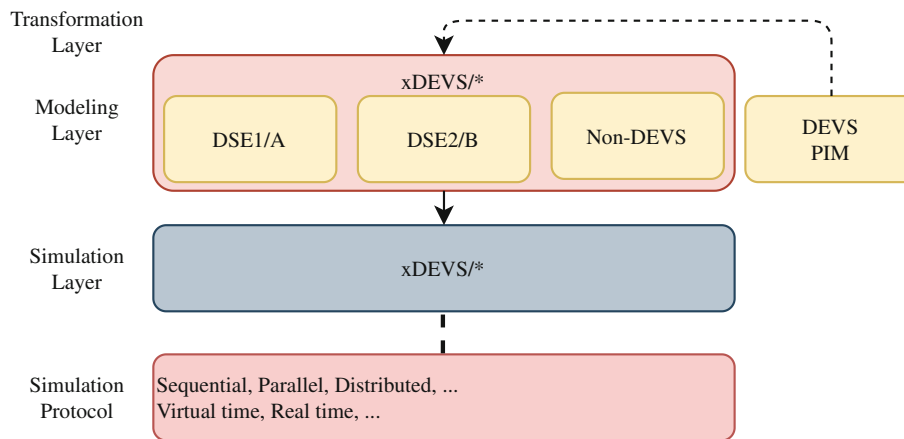 Transformation
Layer
xDEVS/*
Modeling
Layer
DSE1/A
DSE2/B
Non-DEVS
DEVS
PIM
Simulation
Layer
xDEVS/*
Simulation
Protocol
Sequential, Parallel, Distributed, ...
Virtual time, Real time, ...